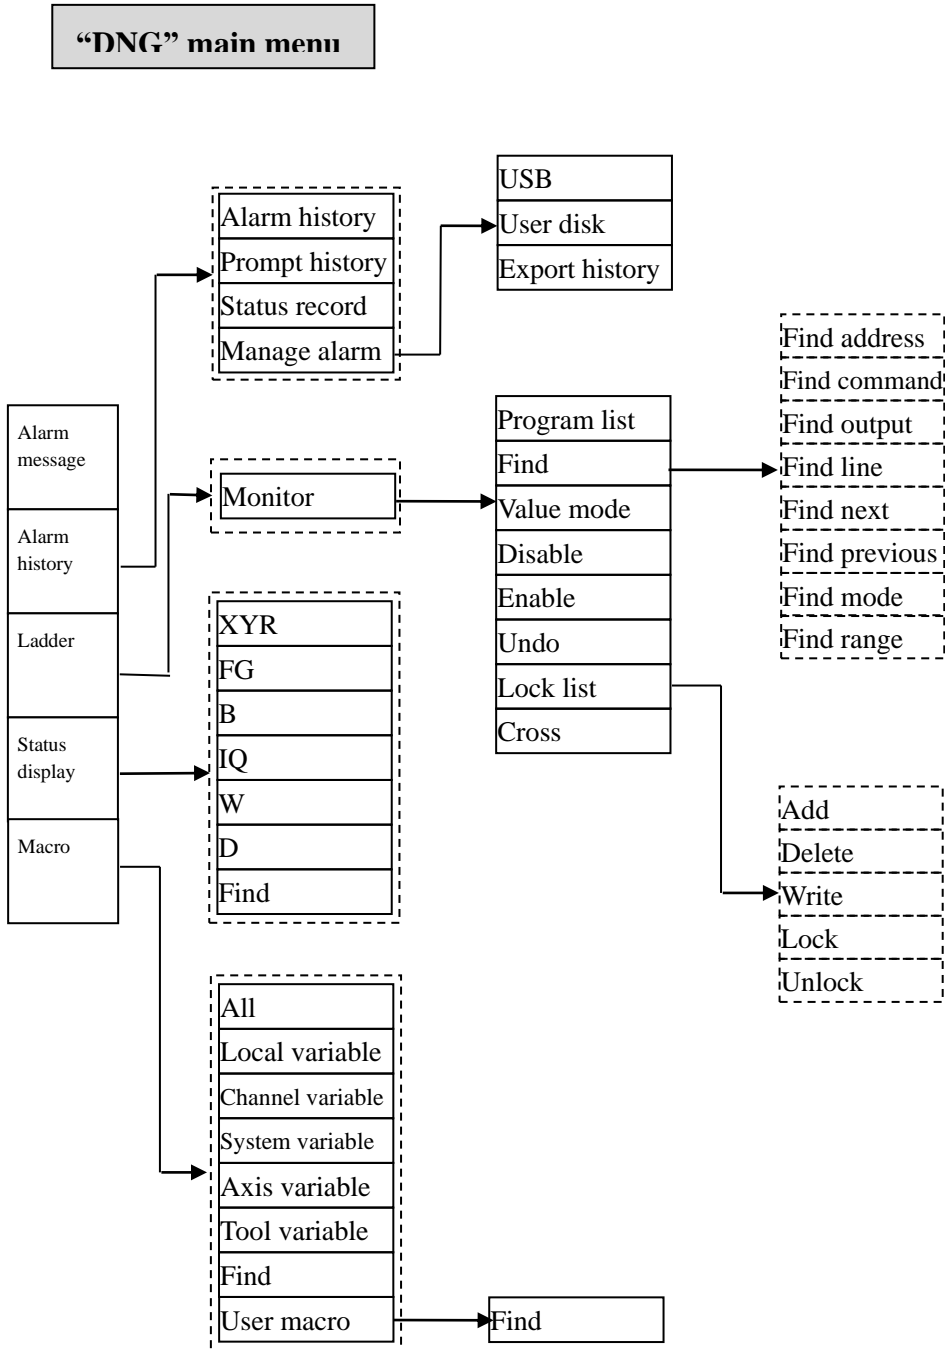 “DNG” main menu
Alarm
message
Alarm
history
Ladder
Status
display
Macro
Alarm history
Prompt history
Status record
Manage alarm
USB
User disk
Export history
Monitor
Program list
Find
Value mode
Disable
Enable
Undo
Lock list
Cross
Find address
Find command
Find output
Find line
Find next
Find previous
Find mode
Find range
Add
Delete
Write
Lock
Unlock
XYR
FG
B
IQ
W
D
Find
All
Local variable
Channel variable
System variable
Axis variable
Tool variable
Find
User macro
Find